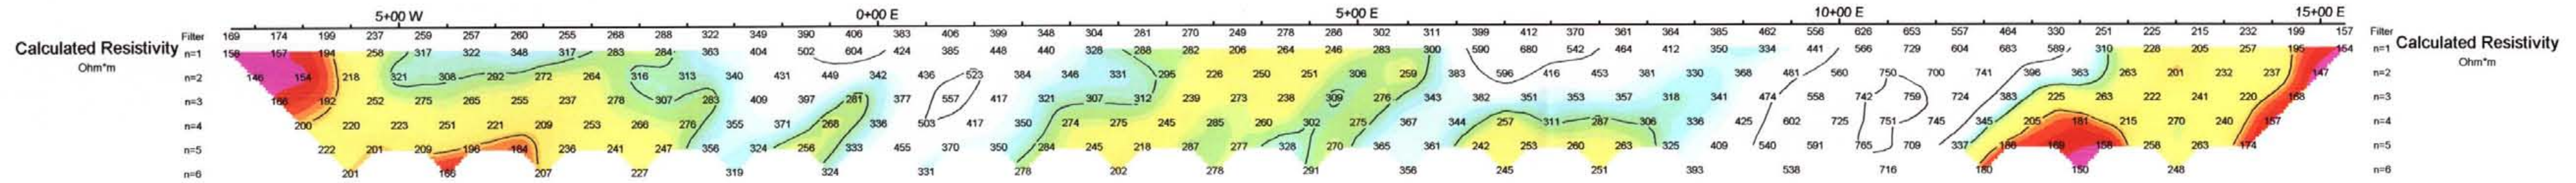 5+00 W 0+00 E 5+00 E 10+00 E 15+00 E
Filter 169 174 199 237 259 257 260 255 268 288 322 349 390 406 383 406 399 348 304 281 270 249 278 286 302 311 399 412 370 361 364 385 462 556 626 653 557 464 330 251 225 215 232 199 157 Filter
Calculated Resistivity n=1 158 157 194 258 317 322 348 317 283 284 363 404 502 604 424 385 448 440 328 288 282 206 264 246 283 300 590 680 542 464 412 350 334 441 566 729 604 683 589 310 228 205 257 195 154 n=1 Calculated Resistivity
Ohm*m Ohm*m
n=2 146 154 218 321 308 292 272 264 316 313 340 431 449 342 436 523 384 346 331 295 226 250 251 306 259 383 596 416 453 381 330 368 481 560 750 700 741 396 363 263 201 232 237 147 n=2
n=3 166 192 252 275 265 255 237 278 307 283 409 397 281 377 557 417 321 307 312 239 273 238 309 276 343 382 351 353 357 318 341 474 558 742 759 724 383 225 263 222 241 220 168 n=3
n=4 200 220 223 251 221 209 253 266 276 355 371 268 336 503 417 350 274 275 245 285 260 302 275 367 344 257 311 287 306 336 425 602 725 751 745 345 205 181 215 270 240 157 n=4
n=5 222 201 209 196 184 236 241 247 356 324 256 333 455 370 350 284 245 218 287 277 328 270 365 361 242 253 260 263 325 409 540 591 765 709 337 186 169 158 258 263 174 n=5
n=6 201 166 207 227 319 324 331 278 202 278 291 356 245 251 393 538 716 180 150 248 n=6